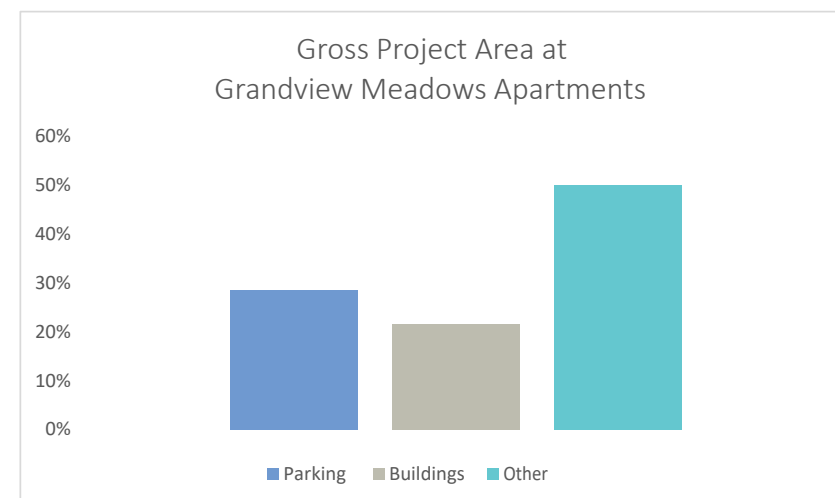 Gross Project Area at
Grandview Meadows Apartments
60%
50%
40%
30%
20%
10%
0%
Parking Buildings Other